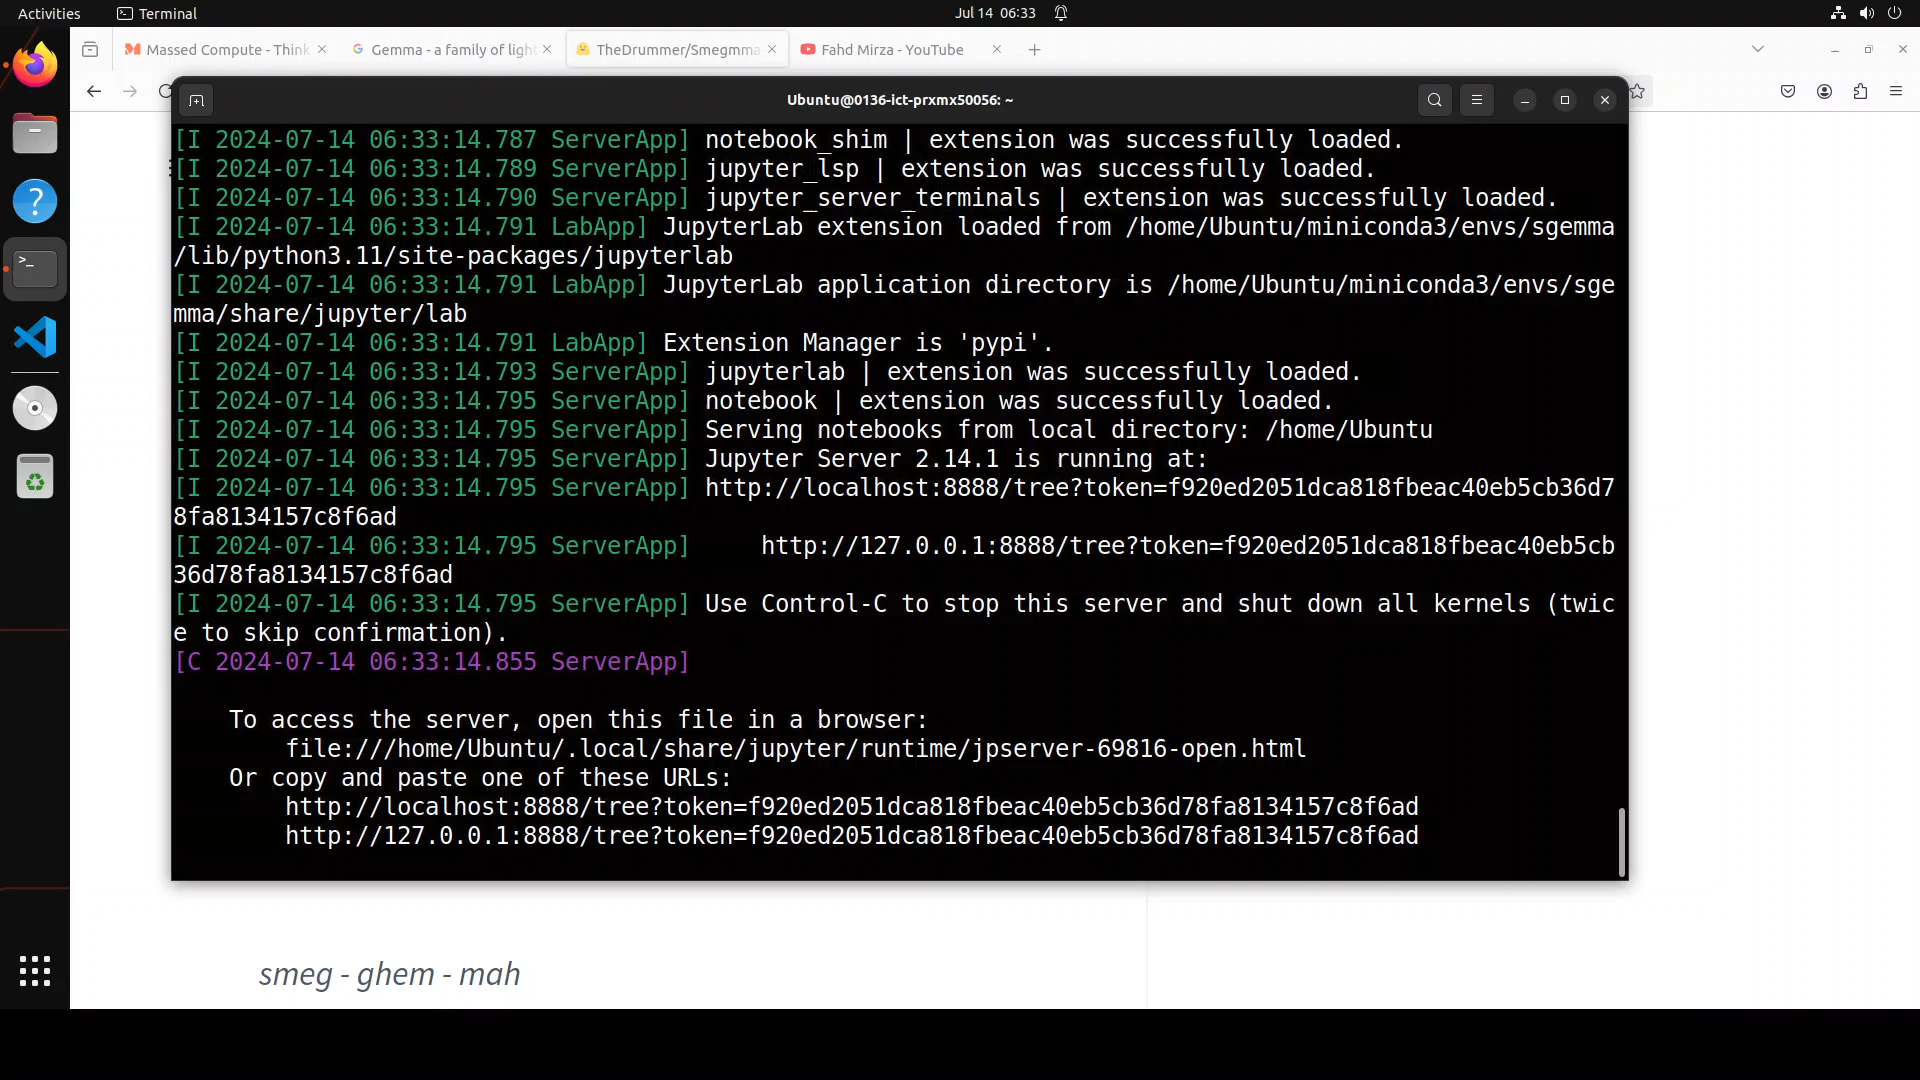 Activities
Terminal
Jul 14 06:33
Massed Compute - Think
Gemma - a family of light
TheDrummer/Smegmma
Fahd Mirza - YouTube
Ubuntu@0136-ict-prxmx50056: ~
[I 2024-07-14 06:33:14.787 ServerApp] notebook_shim | extension was successfully loaded.
[I 2024-07-14 06:33:14.789 ServerApp] jupyter_lsp | extension was successfully loaded.
[I 2024-07-14 06:33:14.790 ServerApp] jupyter_server_terminals | extension was successfully loaded.
[I 2024-07-14 06:33:14.791 LabApp] JupyterLab extension loaded from /home/Ubuntu/miniconda3/envs/sgemma
/lib/python3.11/site-packages/jupyterlab
[I 2024-07-14 06:33:14.791 LabApp] JupyterLab application directory is /home/Ubuntu/miniconda3/envs/sge
mma/share/jupyter/lab
[I 2024-07-14 06:33:14.791 LabApp] Extension Manager is 'pypi'.
[I 2024-07-14 06:33:14.793 ServerApp] jupyterlab | extension was successfully loaded.
[I 2024-07-14 06:33:14.795 ServerApp] notebook | extension was successfully loaded.
[I 2024-07-14 06:33:14.795 ServerApp] Serving notebooks from local directory: /home/Ubuntu
[I 2024-07-14 06:33:14.795 ServerApp] Jupyter Server 2.14.1 is running at:
[I 2024-07-14 06:33:14.795 ServerApp] http://localhost:8888/tree?token=f920ed2051dca818fbeac40eb5cb36d7
8fa8134157c8f6ad
[I 2024-07-14 06:33:14.795 ServerApp]     http://127.0.0.1:8888/tree?token=f920ed2051dca818fbeac40eb5cb
36d78fa8134157c8f6ad
[I 2024-07-14 06:33:14.795 ServerApp] Use Control-C to stop this server and shut down all kernels (twic
e to skip confirmation).
[C 2024-07-14 06:33:14.855 ServerApp]
To access the server, open this file in a browser:
file:///home/Ubuntu/.local/share/jupyter/runtime/jpserver-69816-open.html
Or copy and paste one of these URLs:
http://localhost:8888/tree?token=f920ed2051dca818fbeac40eb5cb36d78fa8134157c8f6ad
http://127.0.0.1:8888/tree?token=f920ed2051dca818fbeac40eb5cb36d78fa8134157c8f6ad
smeg - ghem - mah